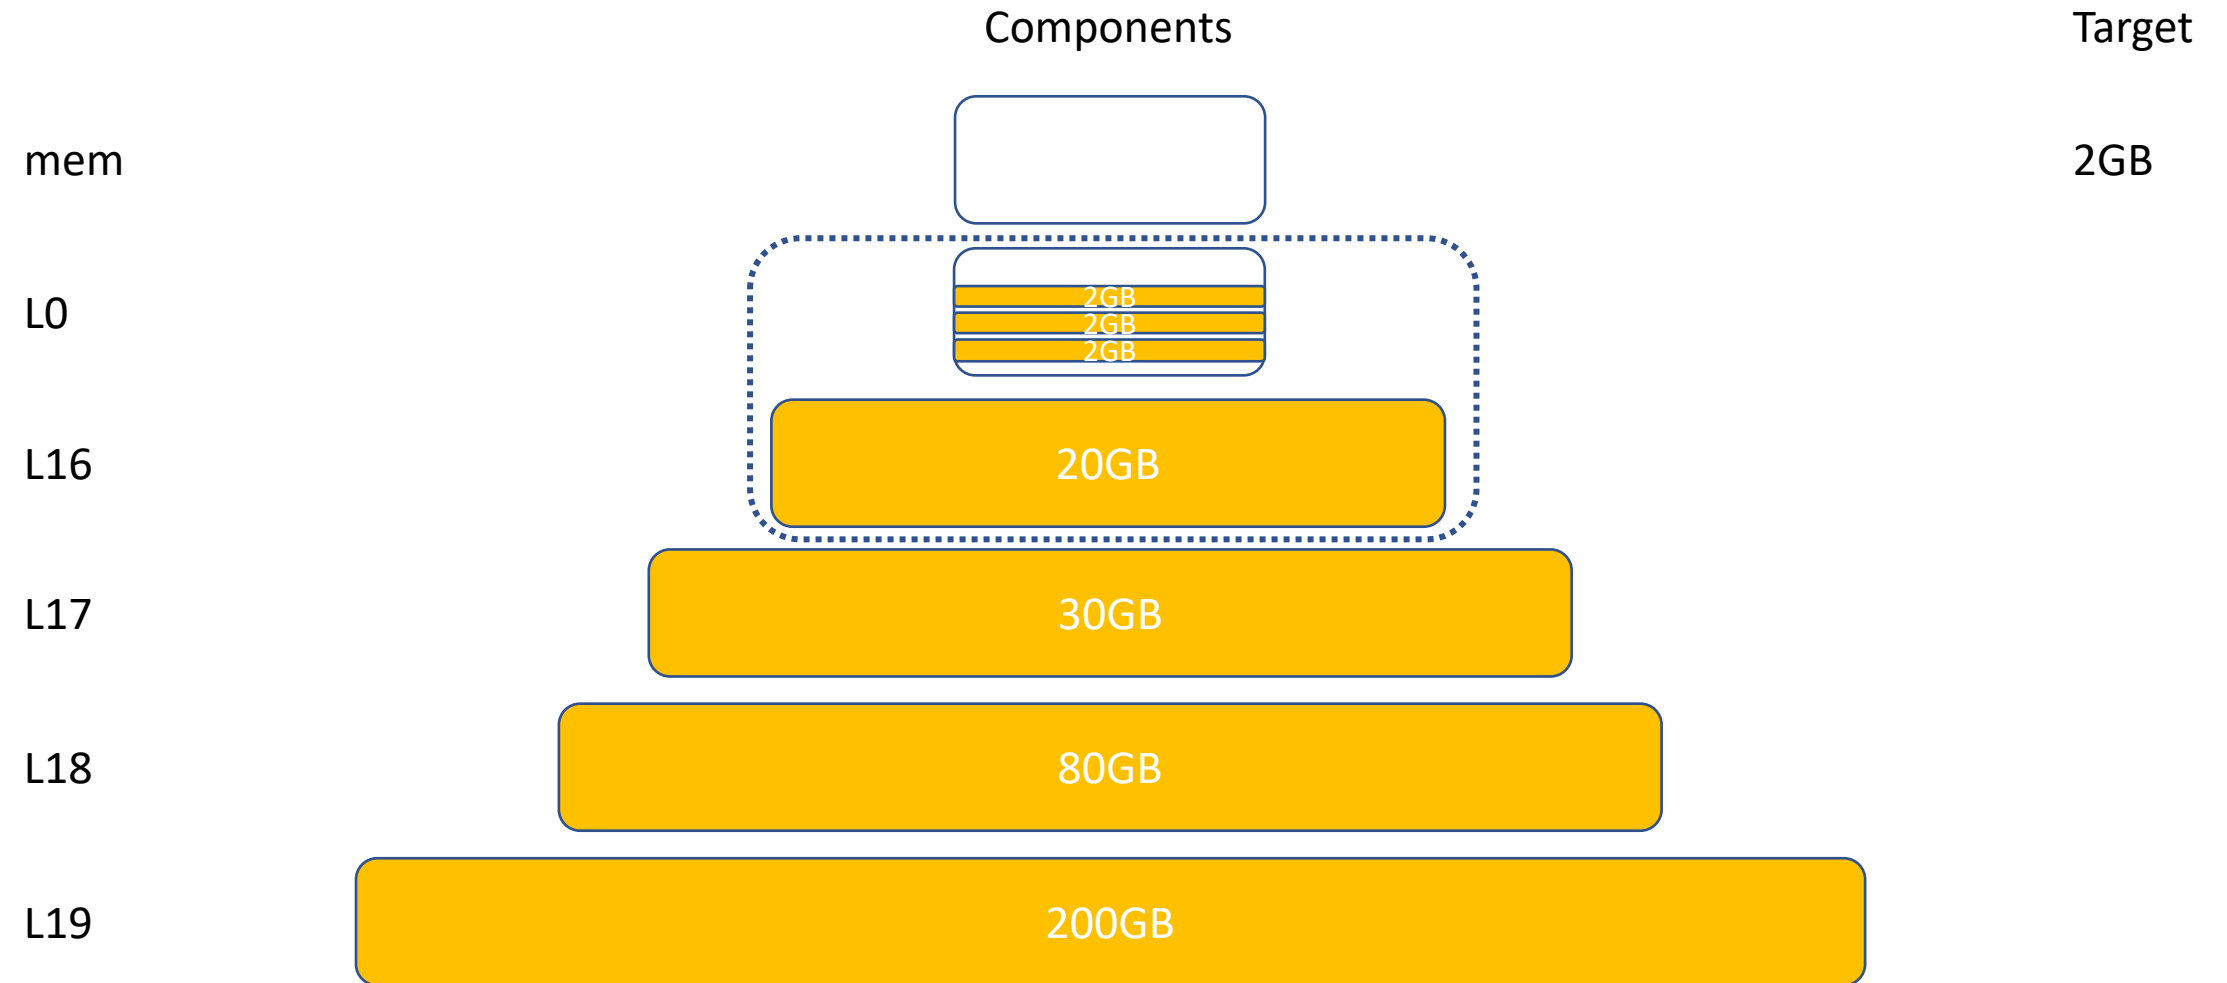 Components Target
mem 2GB
L0
2GB
2GB
2GB
L16 20GB
L17 30GB
L18 80GB
L19 200GB